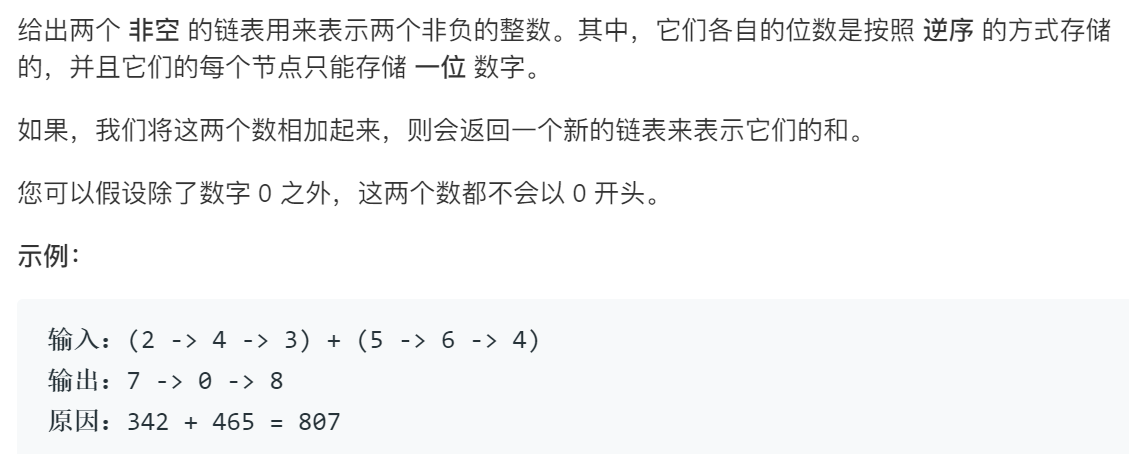 给出两个 非空 的链表用来表示两个非负的整数。其中，它们各自的位数是按照 逆序 的方式存储
的，并且它们的每个节点只能存储 一位 数字。
如果，我们将这两个数相加起来，则会返回一个新的链表来表示它们的和。
您可以假设除了数字 0 之外，这两个数都不会以 0 开头。
示例：
输入：(2 -> 4 -> 3) + (5 -> 6 -> 4)
输出：7 -> 0 -> 8
原因：342 + 465 = 807